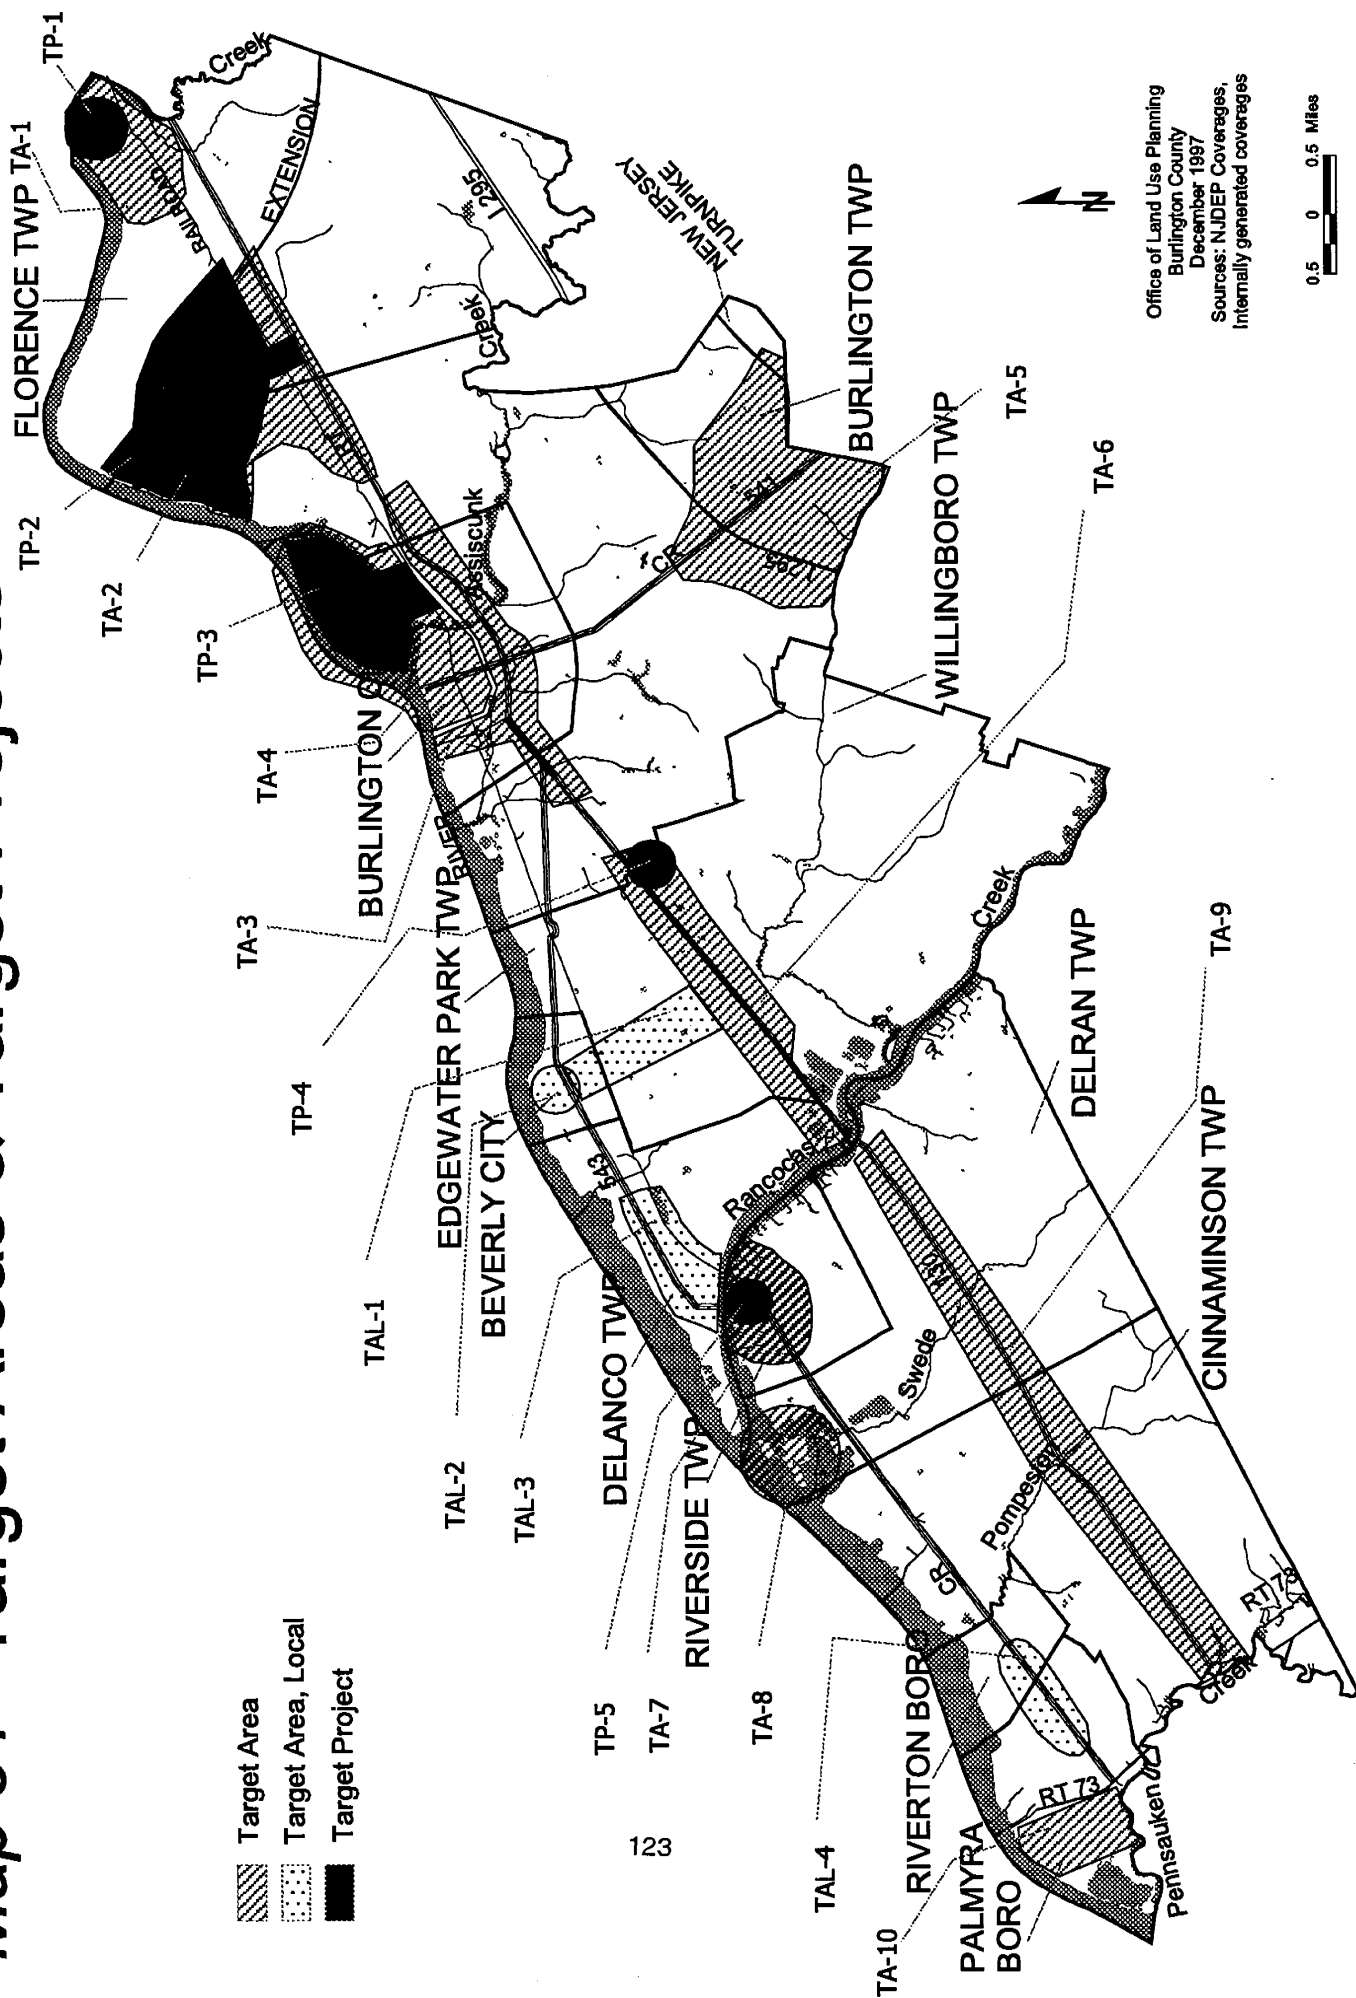 Target Area
Target Area, Local
Target Project
TP-1
TA-1
FLORENCE TWP
TP-2
TA-2
TP-3
TA-4
BURLINGTON C
TA-3
RIVER
EDGEWATER PARK TWP
TP-4
BEVERLY CITY
TAL-1
TAL-2
TAL-3
DELANCO TWP
RIVERSIDE TWP
TP-5
TA-7
TA-8
TAL-4
RIVERTON BORO
PALMYRA
BORO
TA-10
Creek
RAILROAD
EXTENSION
I 295
NEW JERSEY
TURNPIKE
Creek
RT
Assiscunk
BURLINGTON TWP
541
CR
I 295
TA-5
WILLINGBORO TWP
TA-6
Creek
543
Rancocas
DELRAN TWP
TA-9
CINNAMINSON TWP
130
Swede
Pompeston
CR
RT 73
Creek
RT 73
Pennsauken
N
Office of Land Use Planning
Burlington County
December 1997
Sources: NJDEP Coverages,
Internally generated coverages
0.5 0 0.5 Miles
123